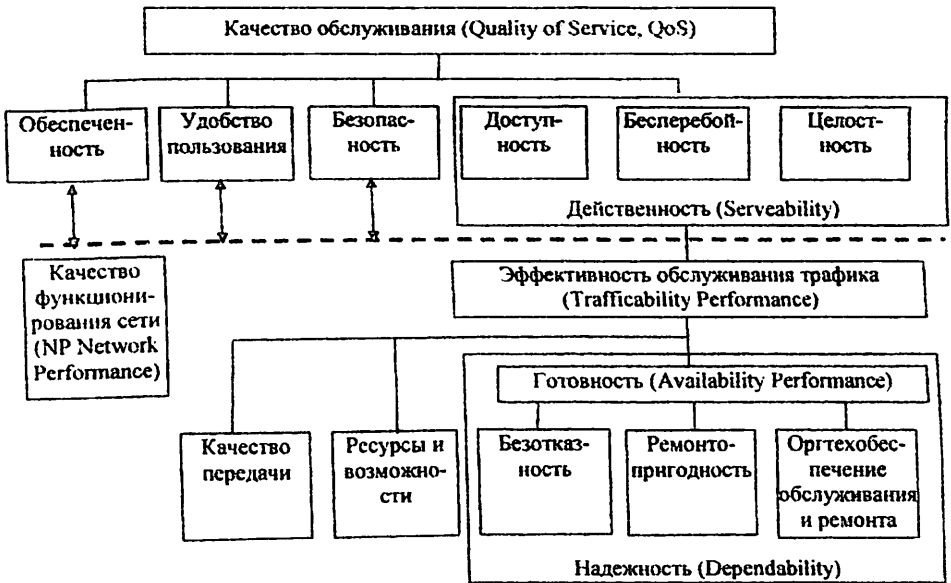 Качество обслуживания (Quality of Service, QoS)
Обеспечен-
ность
Удобство
пользования
Безопас-
ность
Доступ-
ность
Бесперебой-
ность
Целост-
ность
Действенность (Serveability)
Качество
функциони-
рования сети
(NP Network
Performance)
Эффективность обслуживания трафика
(Trafficability Performance)
Готовность (Availability Performance)
Качество
передачи
Ресурсы и
возможно-
сти
Безотказ-
ность
Ремонто-
пригодность
Оргтехобес-
печение
обслуживания
и ремонта
Надежность (Dependability)